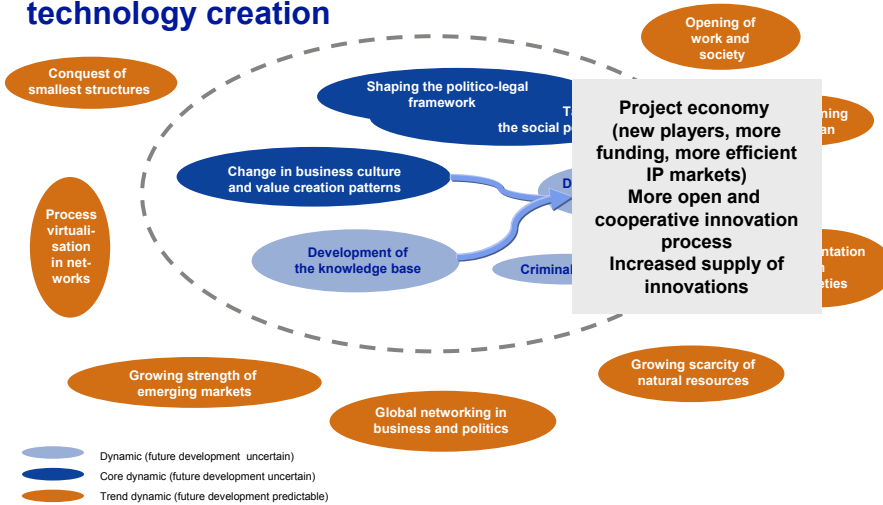 technology creation
Opening of
work and
society
Conquest of
smallest structures
Shaping the politico-legal
framework
the social
Project economy
(new players, more
funding, more efficient
IP markets)
More open and
cooperative innovation
process
Increased supply of
innovations
Change in business culture
and value creation patterns
Process
virtuali-
sation
in net-
works
Development of
the knowledge base
Growing strength of
emerging markets
Growing scarcity of
natural resources
Global networking in
business and politics
Dynamic (future development uncertain)
Core dynamic (future development uncertain)
Trend dynamic (future development predictable)